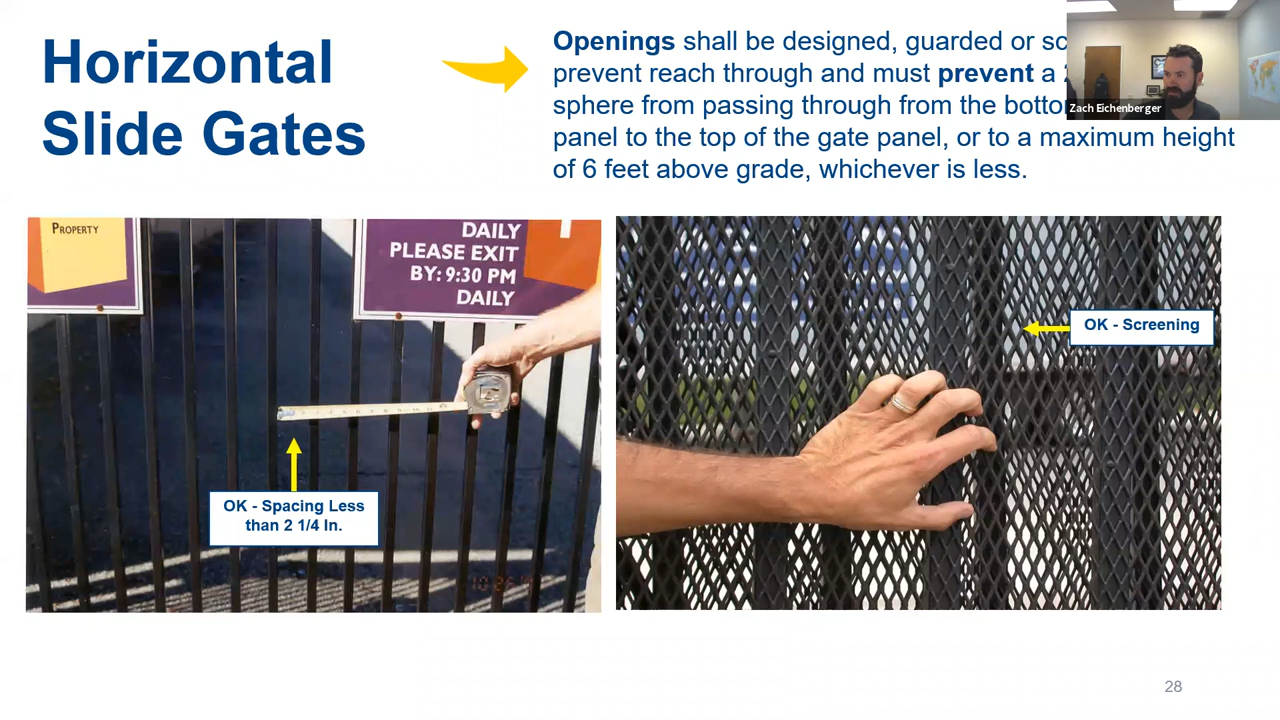 Horizontal
Slide Gates
Openings shall be designed, guarded or
prevent reach through and must prevent a
sphere from passing through from the
panel to the top of the gate panel, or to a maximum height
of 6 feet above grade, whichever is less.
Zach Eichenberger
PROPERTY
DAILY
PLEASE EXIT
BY: 9:30 PM
DAILY
OK - Spacing Less
than 2 1/4 In.
OK - Screening
28